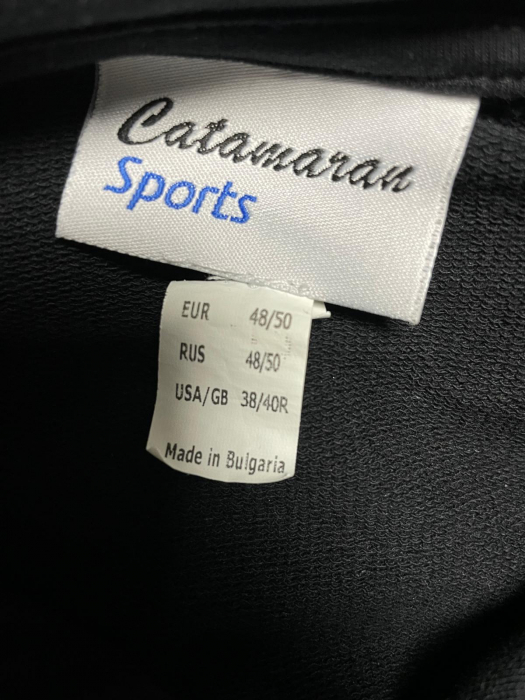 Catamaran
Sports
EUR 48/50
RUS 48/50
USA/GB 38/40R
Made in Bulgaria